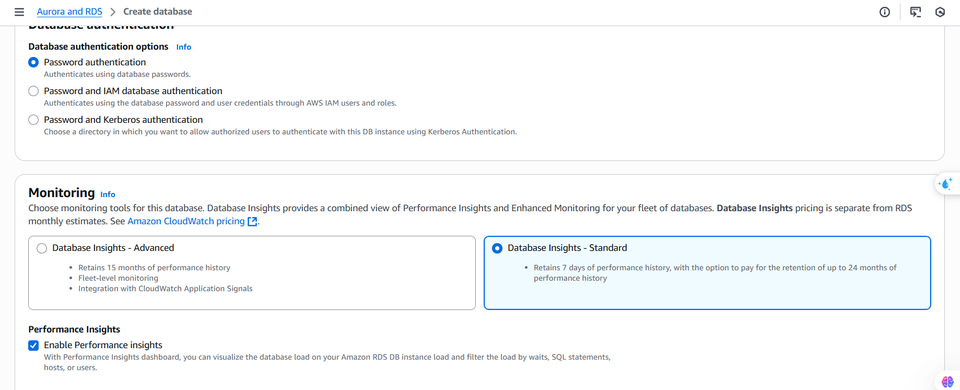 Aurora and RDS > Create database
Database authentication
Database authentication options Info
Password authentication
Authenticates using database passwords.
Password and IAM database authentication
Authenticates using the database password and user credentials through AWS IAM users and roles.
Password and Kerberos authentication
Choose a directory in which you want to allow authorized users to authenticate with this DB instance using Kerberos Authentication.
Monitoring Info
Choose monitoring tools for this database. Database Insights provides a combined view of Performance Insights and Enhanced Monitoring for your fleet of databases. Database Insights pricing is separate from RDS
monthly estimates. See Amazon CloudWatch pricing.
Database Insights - Advanced
• Retains 15 months of performance history
• Fleet-level monitoring
• Integration with CloudWatch Application Signals
Database Insights - Standard
• Retains 7 days of performance history, with the option to pay for the retention of up to 24 months of
performance history
Performance Insights
Enable Performance insights
With Performance Insights dashboard, you can visualize the database load on your Amazon RDS DB instance load and filter the load by waits, SQL statements,
hosts, or users.